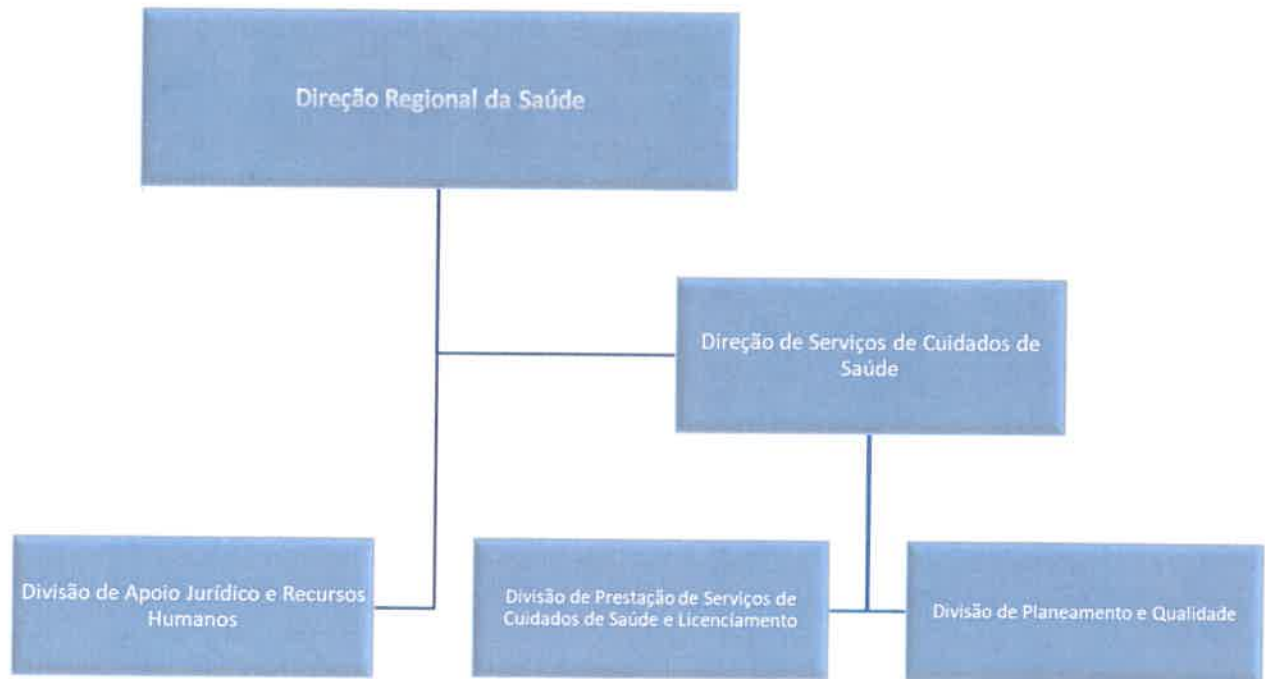 Direção Regional da Saúde
Direção de Serviços de Cuidados de
Saúde
Divisão de Apoio Jurídico e Recursos
Humanos
Divisão de Prestação de Serviços de
Cuidados de Saúde e Licenciamento
Divisão de Planeamento e Qualidade